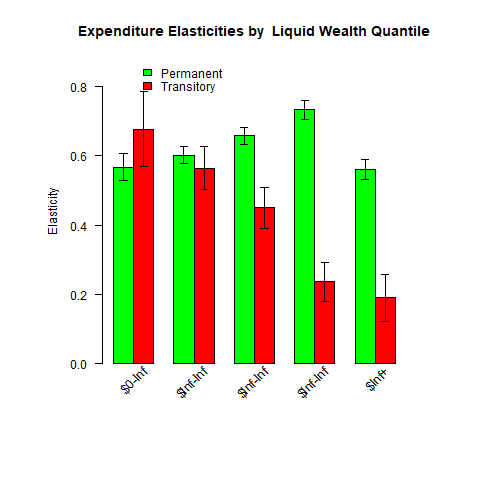 Expenditure Elasticities by  Liquid Wealth Quantile
Permanent
Transitory
Elasticity
0.8
0.6
0.4
0.2
0.0
$0-Inf
$Inf-Inf
$Inf-Inf
$Inf-Inf
$Inf+